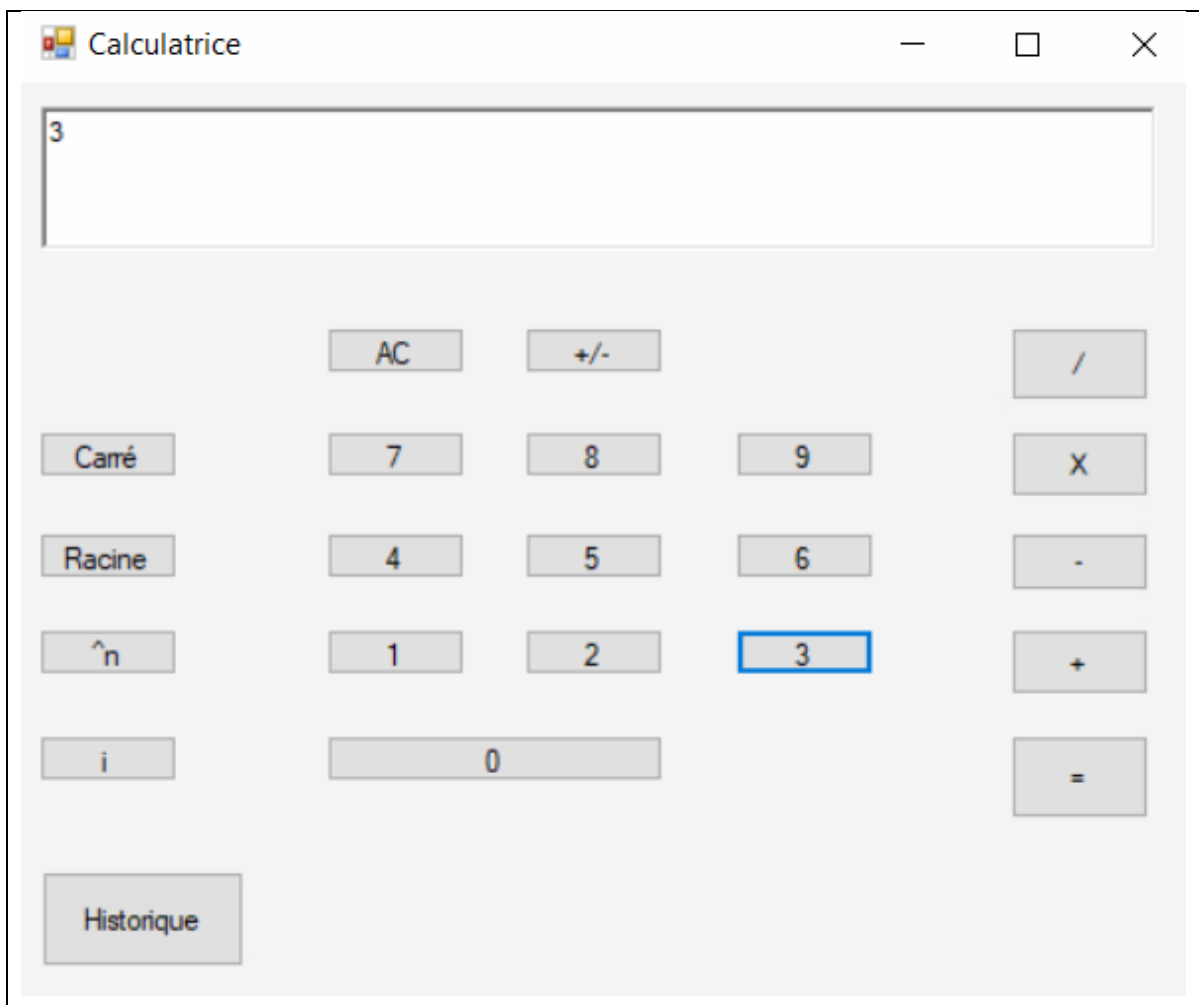 Calculatrice
3
AC +/- /
Carré 7 8 9 X
Racine 4 5 6 -
^n 1 2 3 +
i 0 =
Historique